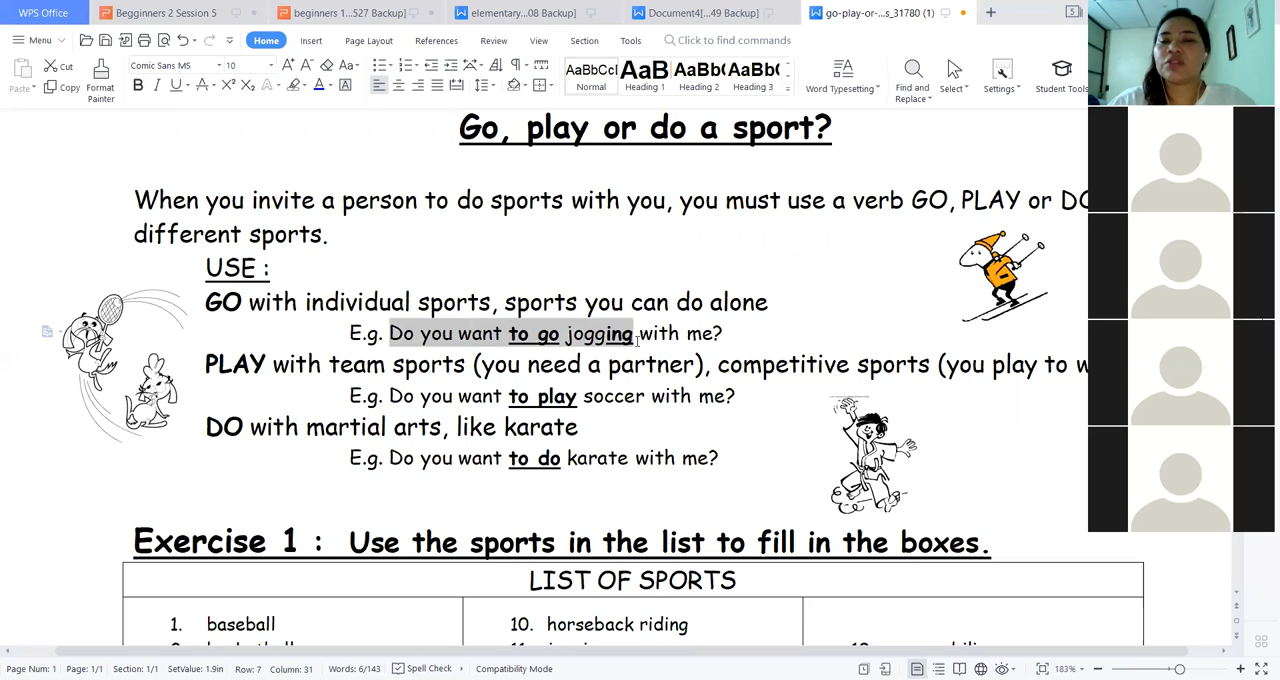 WPS Office
Begginners 2 Session 5
beginners 1...527 Backup]
elementary...08 Backup]
Document4[...49 Backup]
go-play-or-...s_31780 (1)
5
Menu
Home
Insert
Page Layout
References
Review
View
Section
Tools
Click to find commands
Paste
Cut
Copy
Format Painter
Comic Sans MS
10
AaBbCcI
Normal
AaB
Heading 1
AaBb(
Heading 2
AaBb(
Heading 3
Word Typesetting
Find and Replace
Select
Settings
Student Tools
Go, play or do a sport?
When you invite a person to do sports with you, you must use a verb GO, PLAY or DO
different sports.
USE :
GO with individual sports, sports you can do alone
E.g. Do you want to go jogging with me?
PLAY with team sports (you need a partner), competitive sports (you play to w
E.g. Do you want to play soccer with me?
DO with martial arts, like karate
E.g. Do you want to do karate with me?
Exercise 1 : Use the sports in the list to fill in the boxes.
LIST OF SPORTS
1. baseball
10. horseback riding
Page Num: 1 Page: 1/1 Section: 1/1 SetValue: 1.9in Row: 7 Column: 31 Words: 6/143 Spell Check Compatibility Mode
183%